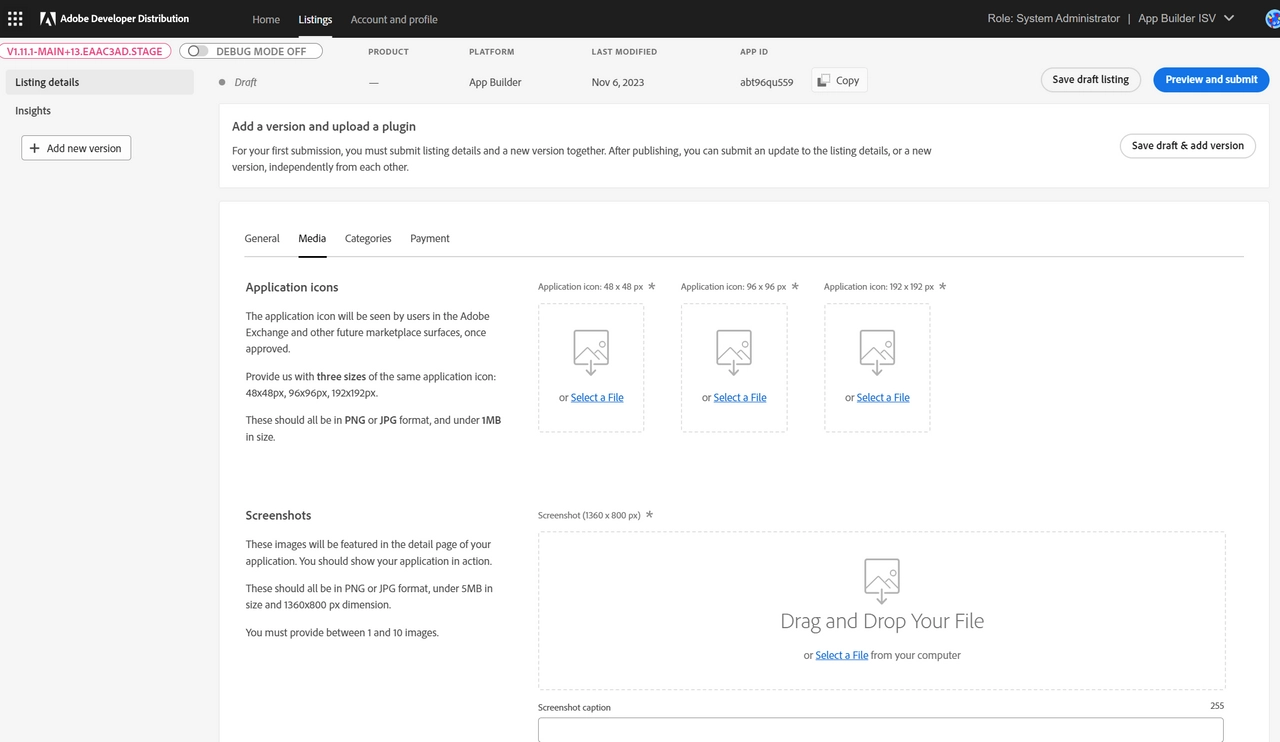 Adobe Developer Distribution
Home Listings Account and profile
Role: System Administrator | App Builder ISV
V1.11.1-MAIN+13.EAAC3AD.STAGE
DEBUG MODE OFF
PRODUCT PLATFORM LAST MODIFIED APP ID
Listing details
Insights
Add new version
Draft — App Builder Nov 6, 2023 abt96qu559 Copy
Save draft listing
Preview and submit
Add a version and upload a plugin
For your first submission, you must submit listing details and a new version together. After publishing, you can submit an update to the listing details, or a new
version, independently from each other.
Save draft & add version
General Media Categories Payment
Application icons
The application icon will be seen by users in the Adobe
Exchange and other future marketplace surfaces, once
approved.
Provide us with three sizes of the same application icon:
48x48px, 96x96px, 192x192px.
These should all be in PNG or JPG format, and under 1MB
in size.
Application icon: 48 x 48 px *
or Select a File
Application icon: 96 x 96 px *
or Select a File
Application icon: 192 x 192 px *
or Select a File
Screenshots
These images will be featured in the detail page of your
application. You should show your application in action.
These should all be in PNG or JPG format, under 5MB in
size and 1360x800 px dimension.
You must provide between 1 and 10 images.
Screenshot (1360 x 800 px) *
Drag and Drop Your File
or Select a File from your computer
Screenshot caption 255